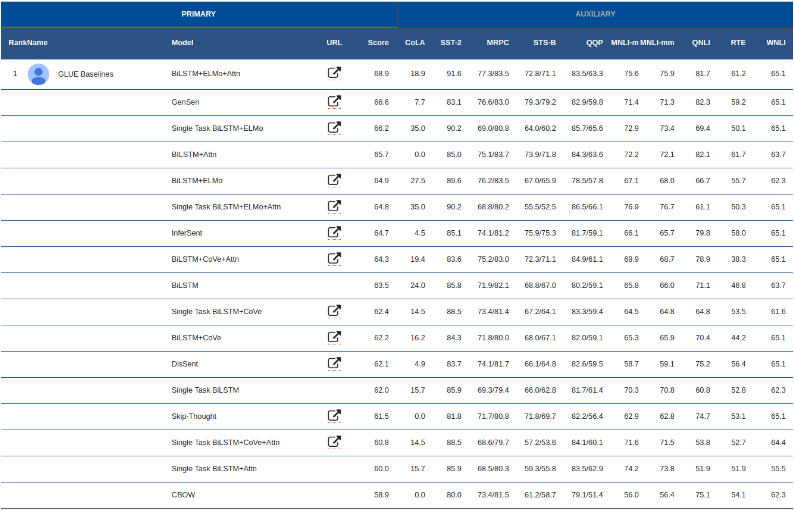 PRIMARY AUXILIARY
Rank Name Model URL Score CoLA SST-2 MRPC STS-B QQP MNLI-m MNLI-mm QNLI RTE WNLI
1 GLUE Baselines BiLSTM+ELMo+Attn 68.9 18.9 91.6 77.3/83.5 72.8/71.1 83.5/63.3 75.6 75.9 81.7 61.2 65.1
GenSen 66.6 7.7 83.1 76.6/83.0 79.3/79.2 82.9/59.8 71.4 71.3 82.3 59.2 65.1
Single Task BiLSTM+ELMo 66.2 35.0 90.2 69.0/80.8 64.0/60.2 85.7/65.6 72.9 73.4 69.4 50.1 65.1
BILSTM+Attn 65.7 0.0 85.0 75.1/83.7 73.9/71.8 84.3/63.6 72.2 72.1 82.1 61.7 63.7
BiLSTM+ELMo 64.9 27.5 89.6 76.2/83.5 67.0/65.9 78.5/57.8 67.1 68.0 66.7 55.7 62.3
Single Task BiLSTM+ELMo+Attn 64.8 35.0 90.2 68.8/80.2 55.5/52.5 86.5/66.1 76.9 76.7 61.1 50.3 65.1
InferSent 64.7 4.5 85.1 74.1/81.2 75.9/75.3 81.7/59.1 66.1 65.7 79.8 58.0 65.1
BiLSTM+CoVe+Attn 64.3 19.4 83.6 75.2/83.0 72.3/71.1 84.9/61.1 69.9 68.7 78.9 38.3 65.1
BiLSTM 63.5 24.0 85.8 71.9/82.1 68.8/67.0 80.2/59.1 65.8 66.0 71.1 46.8 63.7
Single Task BiLSTM+CoVe 62.4 14.5 88.5 73.4/81.4 67.2/64.1 83.3/59.4 64.5 64.8 64.8 53.5 61.6
BiLSTM+CoVe 62.2 16.2 84.3 71.8/80.0 68.0/67.1 82.0/59.1 65.3 65.9 70.4 44.2 65.1
DisSent 62.1 4.9 83.7 74.1/81.7 66.1/64.8 82.6/59.5 58.7 59.1 75.2 56.4 65.1
Single Task BiLSTM 62.0 15.7 85.9 69.3/79.4 66.0/62.8 81.7/61.4 70.3 70.8 60.8 52.8 62.3
Skip-Thought 61.5 0.0 81.8 71.7/80.8 71.8/69.7 82.2/56.4 62.9 62.8 74.7 53.1 65.1
Single Task BiLSTM+CoVe+Attn 60.8 14.5 88.5 68.6/79.7 57.2/53.6 84.1/60.1 71.6 71.5 53.8 52.7 64.4
Single Task BiLSTM+Attn 60.0 15.7 85.9 68.5/80.3 59.3/55.8 83.5/62.9 74.2 73.8 51.9 51.9 55.5
CBOW 58.9 0.0 80.0 73.4/81.5 61.2/58.7 79.1/51.4 56.0 56.4 75.1 54.1 62.3